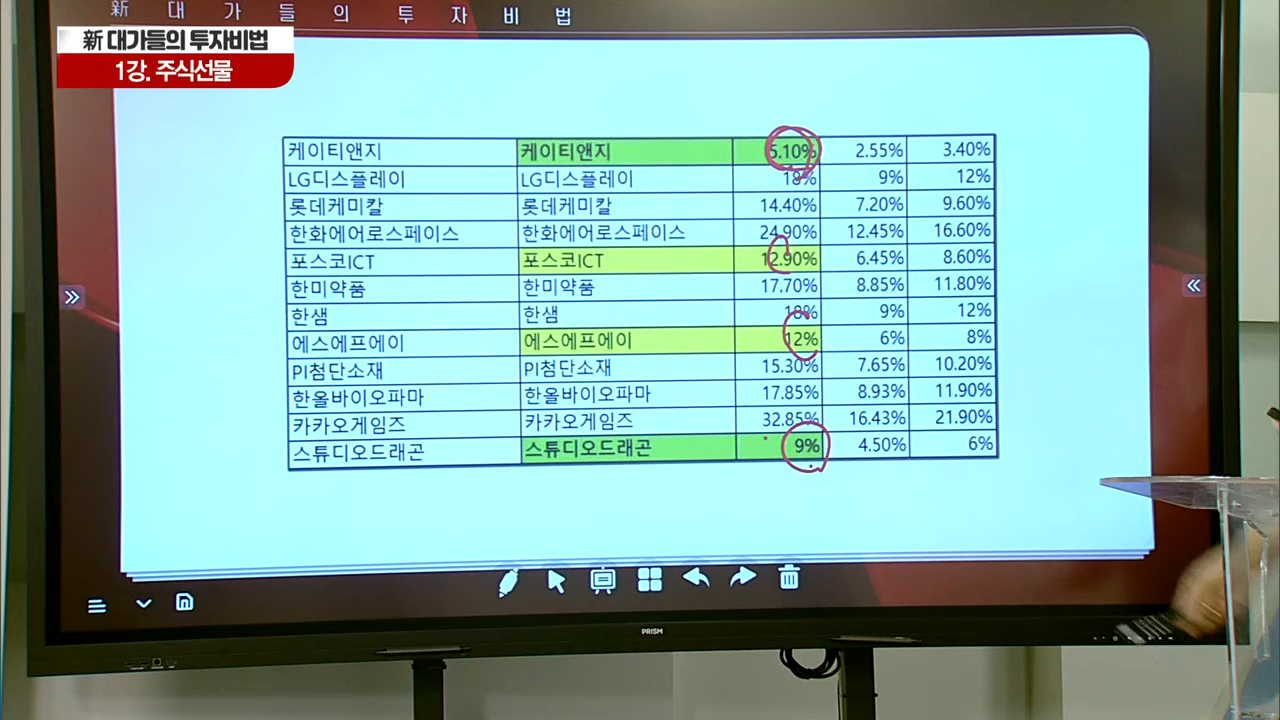 新 대 가 들 의 투 자 비 법
新 대가들의 투자비법
1강. 주식선물
케이티앤지 케이티앤지 5.10% 2.55% 3.40%
LG디스플레이 LG디스플레이 18% 9% 12%
롯데케미칼 롯데케미칼 14.40% 7.20% 9.60%
한화에어로스페이스 한화에어로스페이스 24.90% 12.45% 16.60%
포스코ICT 포스코ICT 12.90% 6.45% 8.60%
한미약품 한미약품 17.70% 8.85% 11.80%
한샘 한샘 18% 9% 12%
에스에프에이 에스에프에이 12% 6% 8%
PI첨단소재 PI첨단소재 15.30% 7.65% 10.20%
한올바이오파마 한올바이오파마 17.85% 8.93% 11.90%
카카오게임즈 카카오게임즈 32.85% 16.43% 21.90%
스튜디오드래곤 스튜디오드래곤 9% 4.50% 6%
PRISM